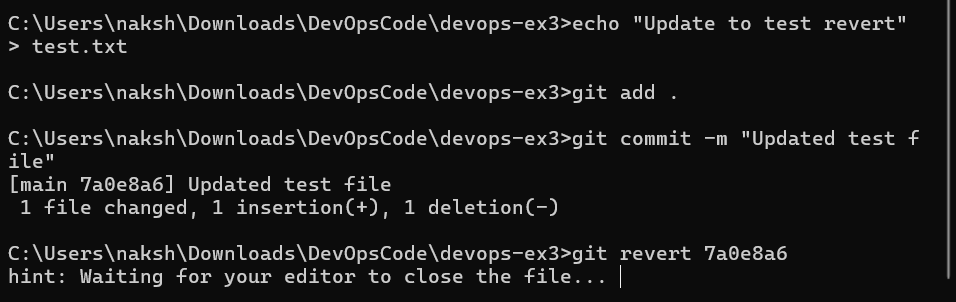 C:\Users\naksh\Downloads\DevOpsCode\devops-ex3>echo "Update to test revert"
> test.txt
C:\Users\naksh\Downloads\DevOpsCode\devops-ex3>git add .
C:\Users\naksh\Downloads\DevOpsCode\devops-ex3>git commit -m "Updated test f
ile"
[main 7a0e8a6] Updated test file
 1 file changed, 1 insertion(+), 1 deletion(-)
C:\Users\naksh\Downloads\DevOpsCode\devops-ex3>git revert 7a0e8a6
hint: Waiting for your editor to close the file...